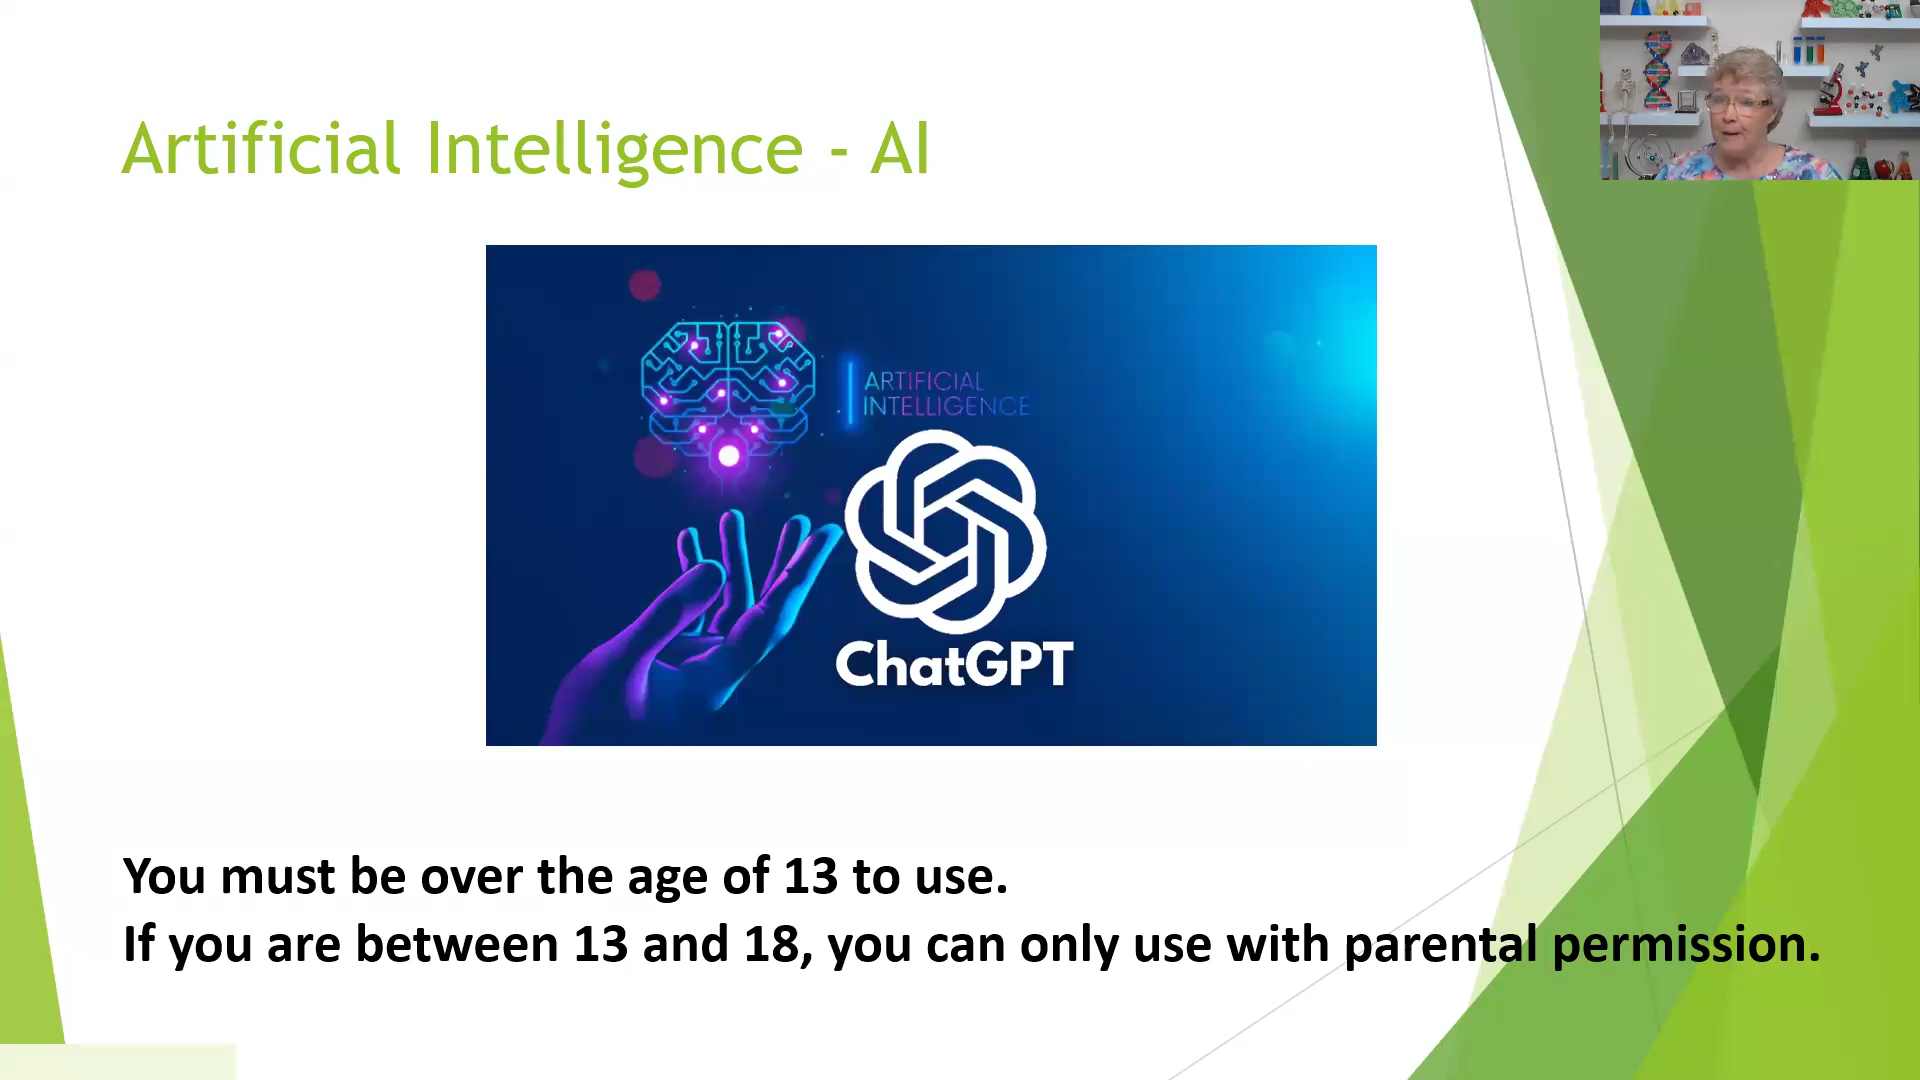 Artificial Intelligence - AI
ARTIFICIAL
INTELLIGENCE
ChatGPT
You must be over the age of 13 to use.
If you are between 13 and 18, you can only use with parental permission.